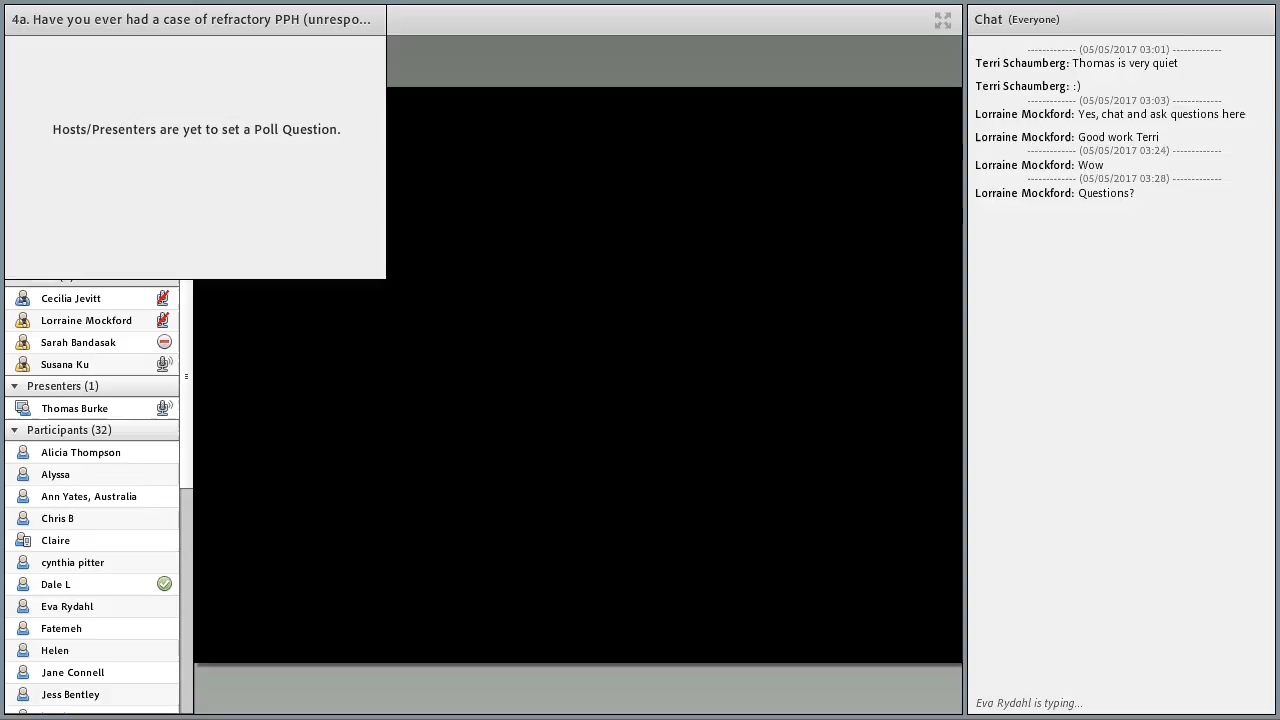 4a. Have you ever had a case of refractory PPH (unrespo...
Hosts/Presenters are yet to set a Poll Question.
Cecilia Jevitt
Lorraine Mockford
Sarah Bandasak
Susana Ku
Presenters (1)
Thomas Burke
Participants (32)
Alicia Thompson
Alyssa
Ann Yates, Australia
Chris B
Claire
cynthia pitter
Dale L
Eva Rydahl
Fatemeh
Helen
Jane Connell
Jess Bentley
Chat (Everyone)
------------- (05/05/2017 03:01) -------------
Terri Schaumberg: Thomas is very quiet
Terri Schaumberg: :)
------------- (05/05/2017 03:03) -------------
Lorraine Mockford: Yes, chat and ask questions here
Lorraine Mockford: Good work Terri
------------- (05/05/2017 03:24) -------------
Lorraine Mockford: Wow
------------- (05/05/2017 03:28) -------------
Lorraine Mockford: Questions?
Eva Rydahl is typing...